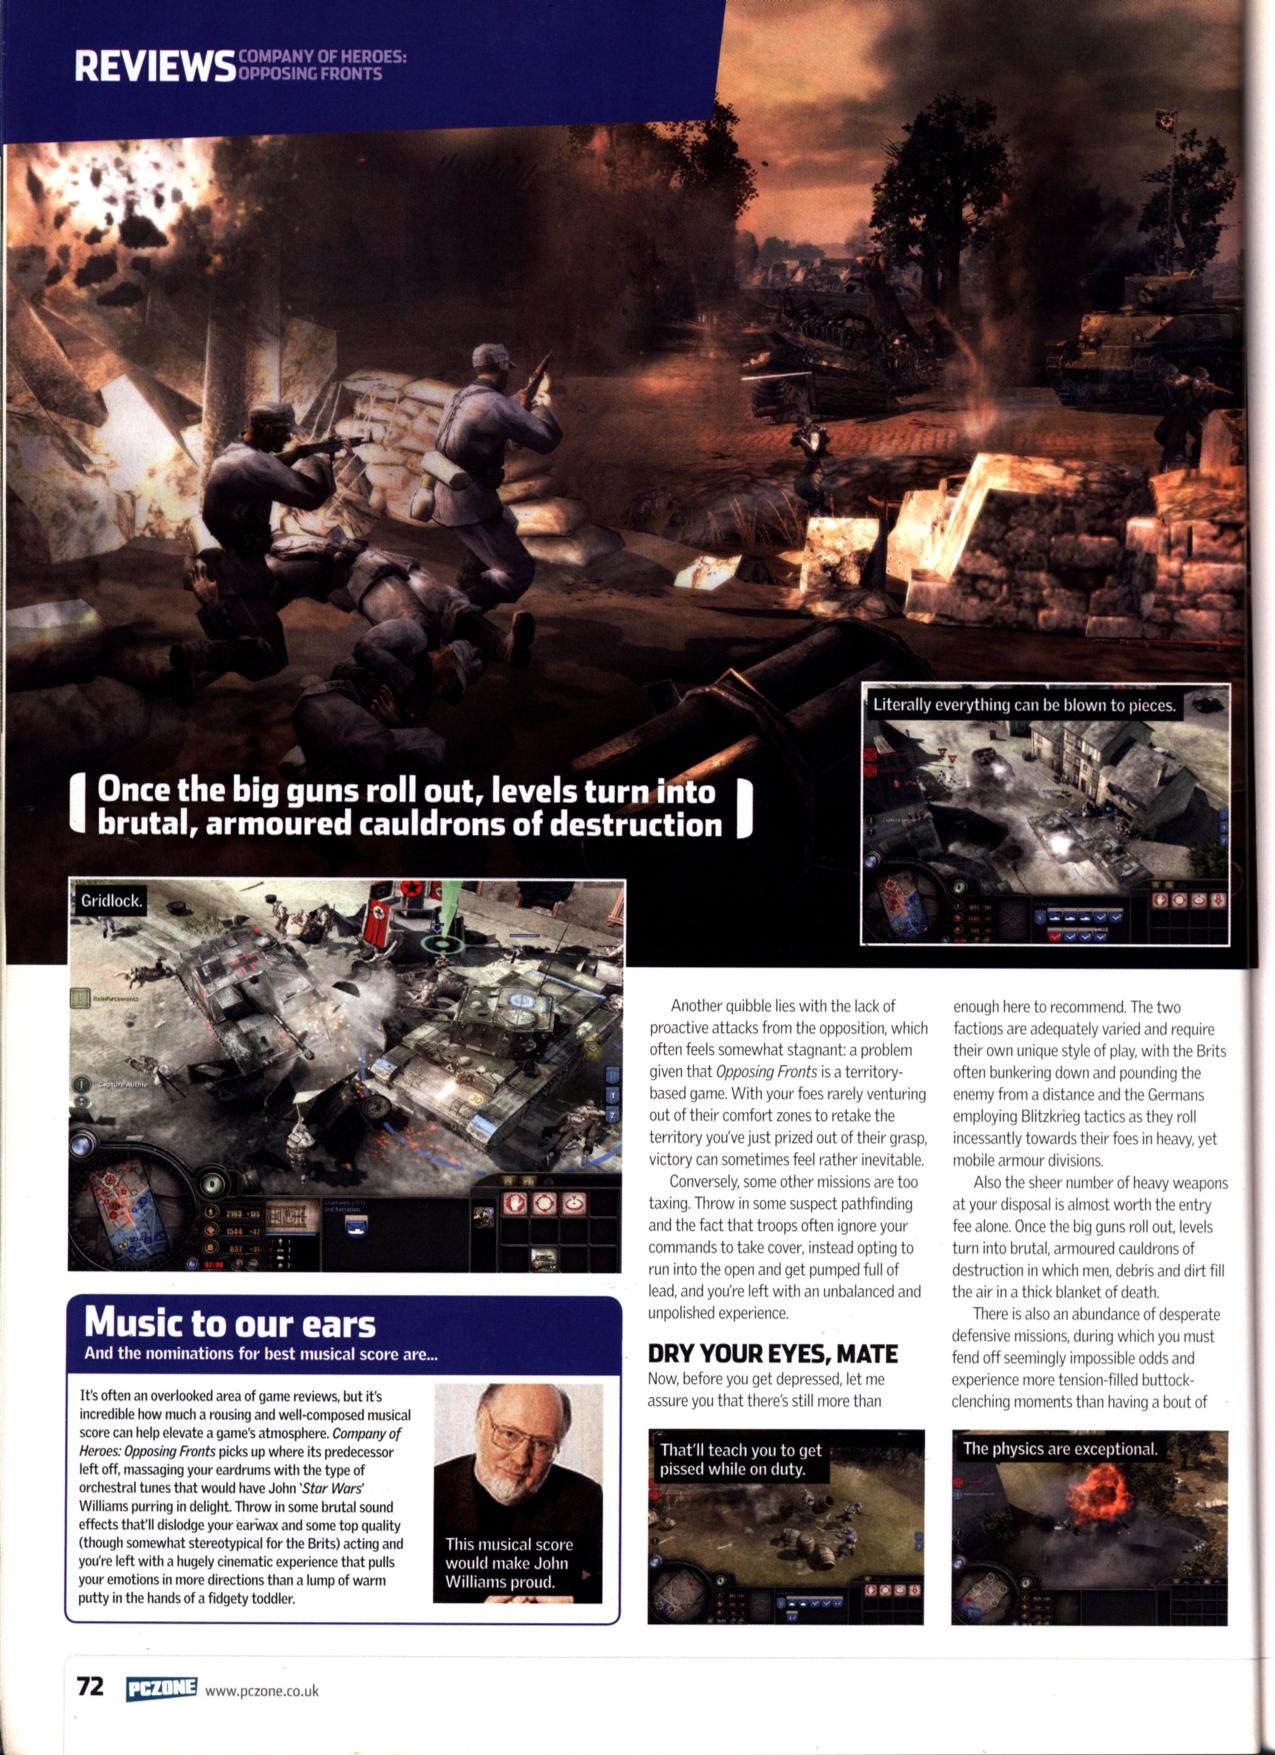 REVIEWS COMPANY OF HEROES:
OPPOSING FRONTS
Literally everything can be blown to pieces.
Once the big guns roll out, levels turn into
brutal, armoured cauldrons of destruction
Gridlock.
Reinforcements
Capture Authie
2163 +105
1544 +47
637 +31
92/98
Music to our ears
And the nominations for best musical score are...
It's often an overlooked area of game reviews, but it's
incredible how much a rousing and well-composed musical
score can help elevate a game's atmosphere. Company of
Heroes: Opposing Fronts picks up where its predecessor
left off, massaging your eardrums with the type of
orchestral tunes that would have John 'Star Wars'
Williams purring in delight. Throw in some brutal sound
effects that'll dislodge your earwax and some top quality
(though somewhat stereotypical for the Brits) acting and
you're left with a hugely cinematic experience that pulls
your emotions in more directions than a lump of warm
putty in the hands of a fidgety toddler.
This musical score
would make John
Williams proud.
Another quibble lies with the lack of
proactive attacks from the opposition, which
often feels somewhat stagnant: a problem
given that Opposing Fronts is a territory-
based game. With your foes rarely venturing
out of their comfort zones to retake the
territory you've just prized out of their grasp,
victory can sometimes feel rather inevitable.
Conversely, some other missions are too
taxing. Throw in some suspect pathfinding
and the fact that troops often ignore your
commands to take cover, instead opting to
run into the open and get pumped full of
lead, and you're left with an unbalanced and
unpolished experience.
DRY YOUR EYES, MATE
Now, before you get depressed, let me
assure you that there's still more than
enough here to recommend. The two
factions are adequately varied and require
their own unique style of play, with the Brits
often bunkering down and pounding the
enemy from a distance and the Germans
employing Blitzkrieg tactics as they roll
incessantly towards their foes in heavy, yet
mobile armour divisions.
Also the sheer number of heavy weapons
at your disposal is almost worth the entry
fee alone. Once the big guns roll out, levels
turn into brutal, armoured cauldrons of
destruction in which men, debris and dirt fill
the air in a thick blanket of death.
There is also an abundance of desperate
defensive missions, during which you must
fend off seemingly impossible odds and
experience more tension-filled buttock-
clenching moments than having a bout of
That'll teach you to get
pissed while on duty.
The physics are exceptional.
72 PCZONE www.pczone.co.uk